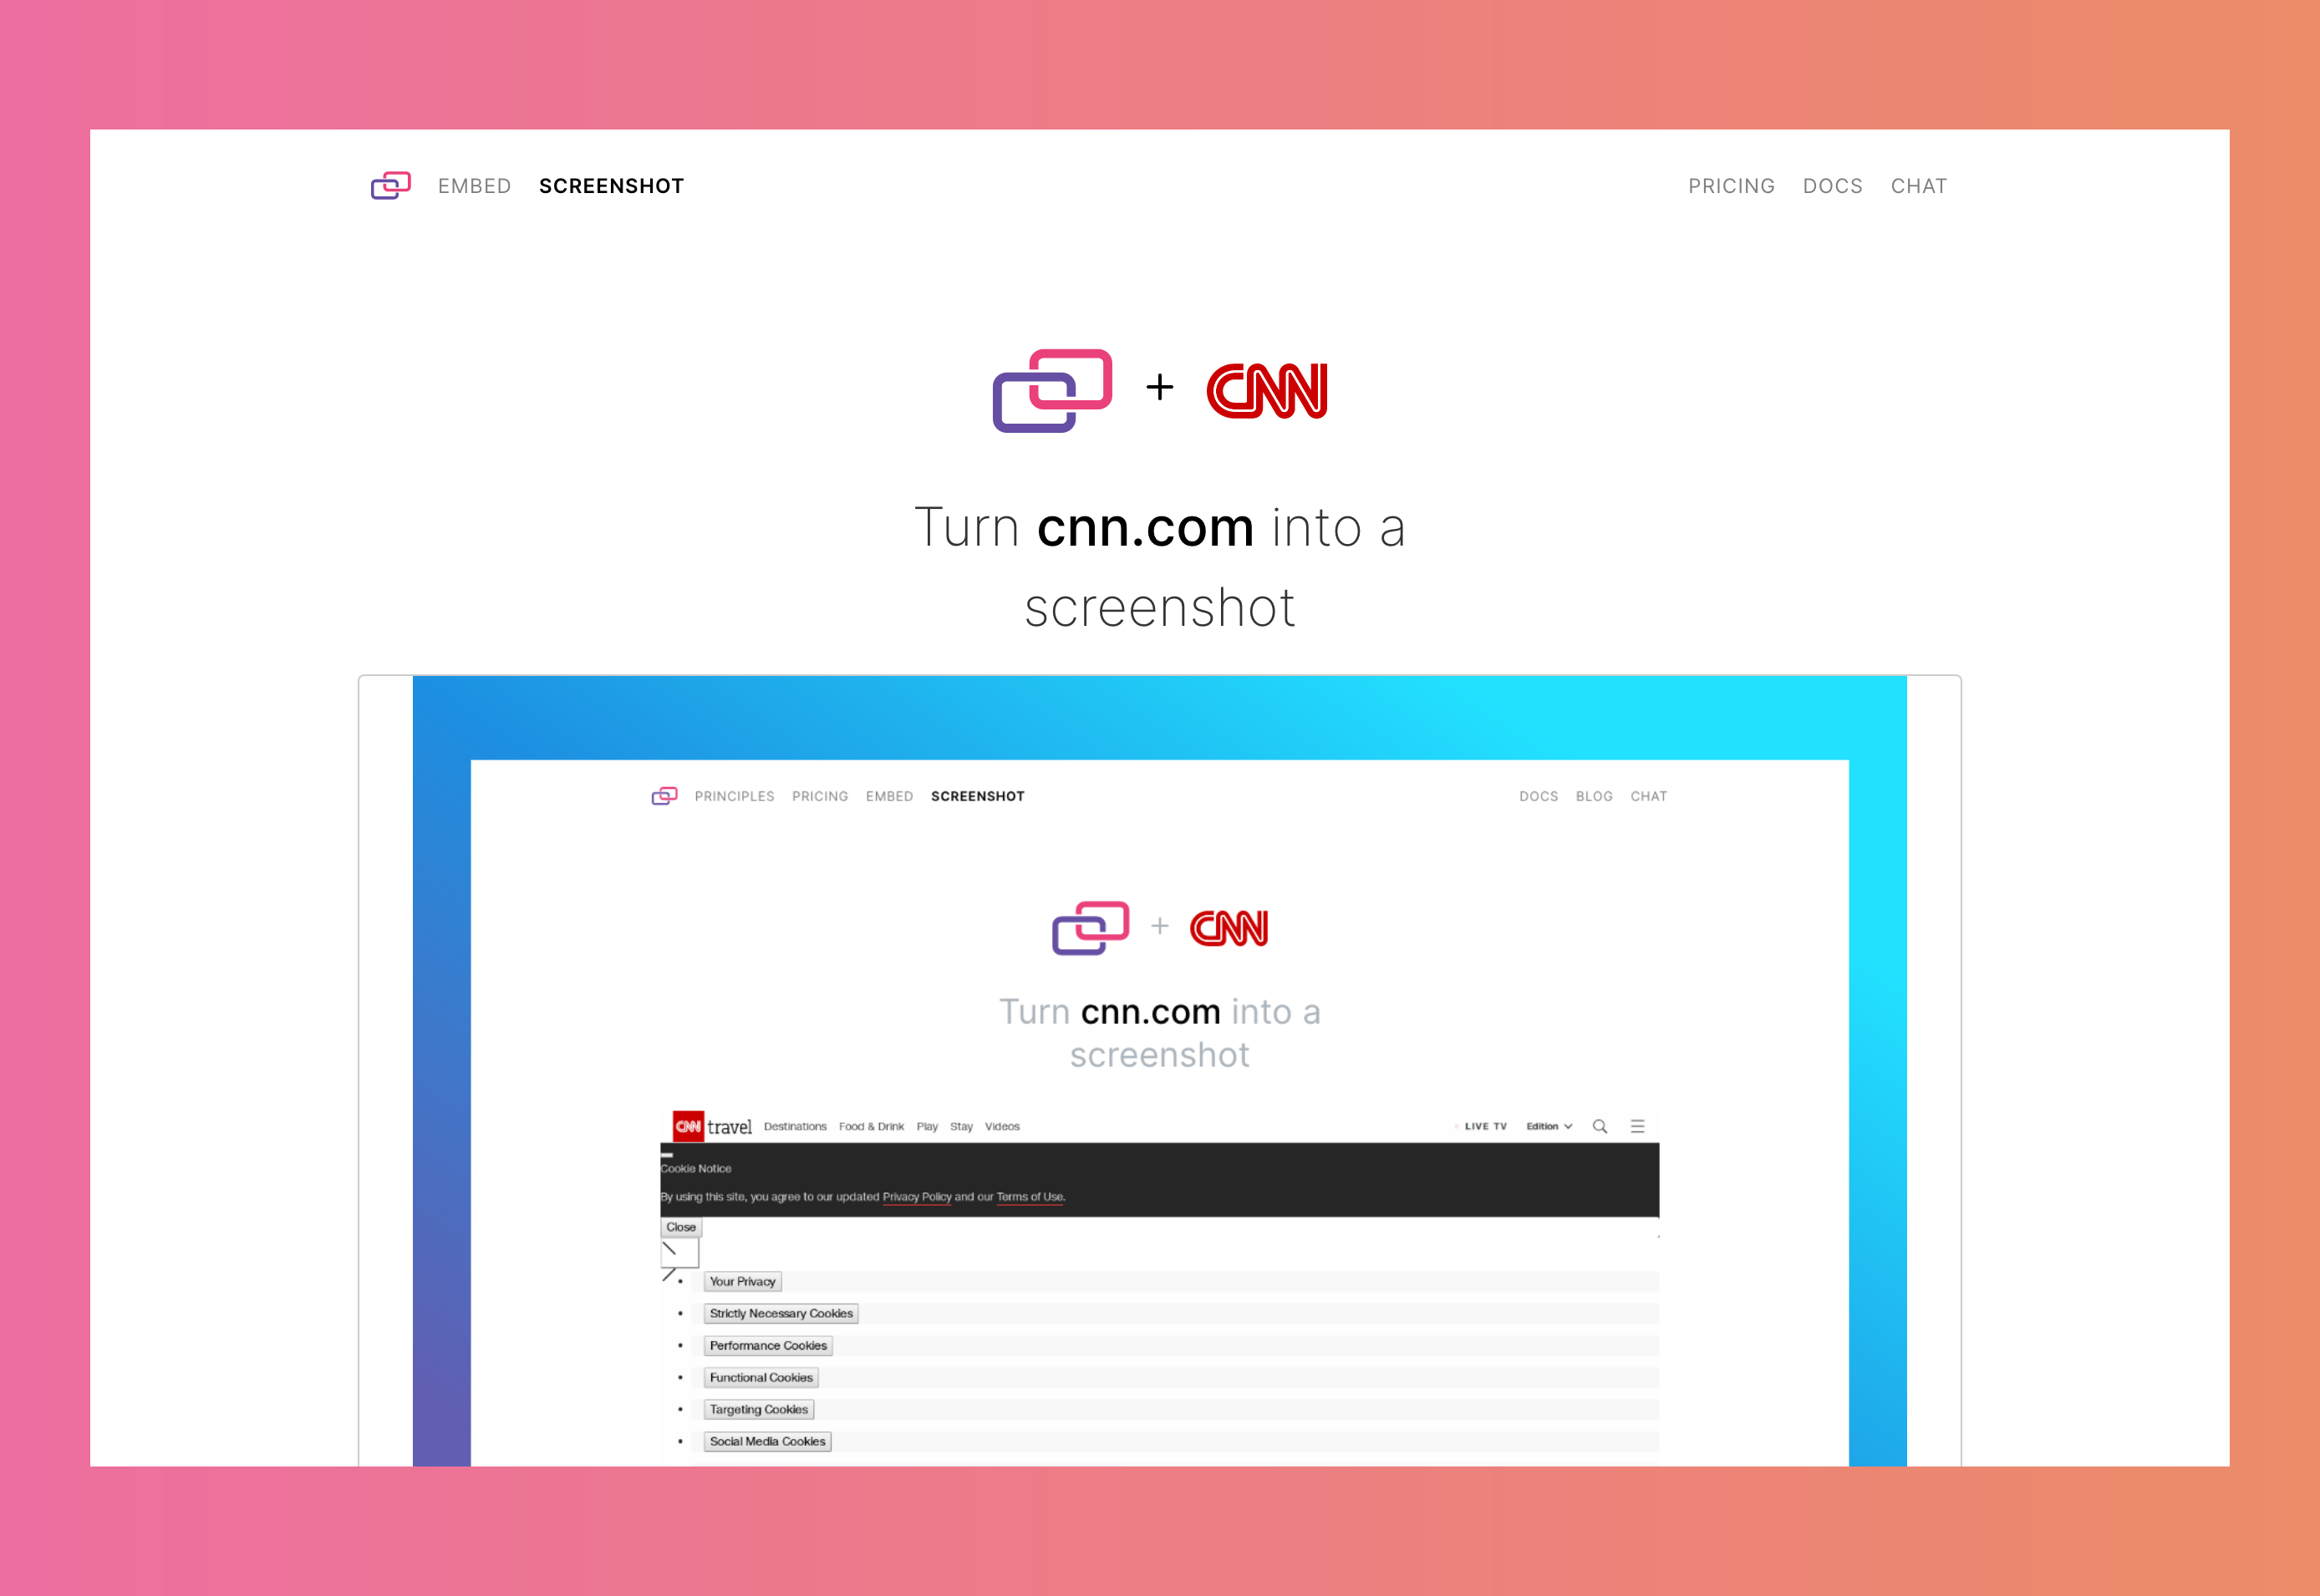 EMBED SCREENSHOT PRICING DOCS CHAT
+ CNN
Turn cnn.com into a
screenshot
PRINCIPLES PRICING EMBED SCREENSHOT DOCS BLOG CHAT
+ CNN
Turn cnn.com into a
screenshot
CNN travel Destinations Food & Drink Play Stay Videos LIVE TV Edition
Cookie Notice
By using this site, you agree to our updated Privacy Policy and our Terms of Use.
Close
Your Privacy
Strictly Necessary Cookies
Performance Cookies
Functional Cookies
Targeting Cookies
Social Media Cookies